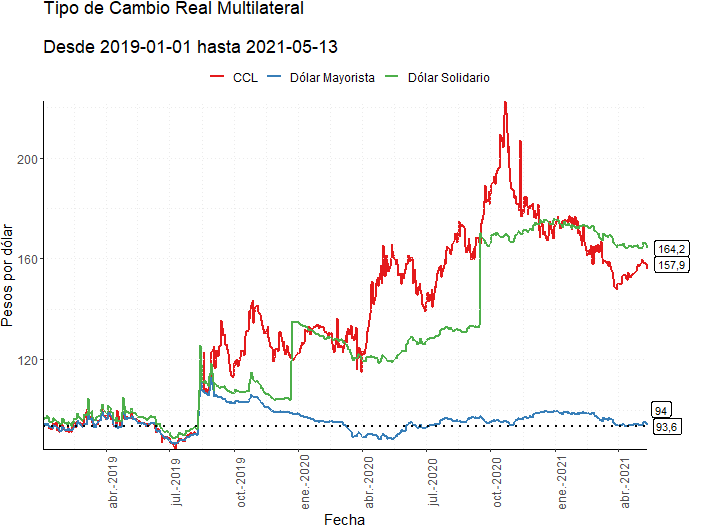 Tipo de Cambio Real Multilateral
Desde 2019-01-01 hasta 2021-05-13
CCL Dólar Mayorista Dólar Solidario
Pesos por dólar
200
160
120
164,2
157,9
94
93,6
abr.-2019 jul.-2019 oct.-2019 ene.-2020 abr.-2020 jul.-2020 oct.-2020 ene.-2021 abr.-2021
Fecha